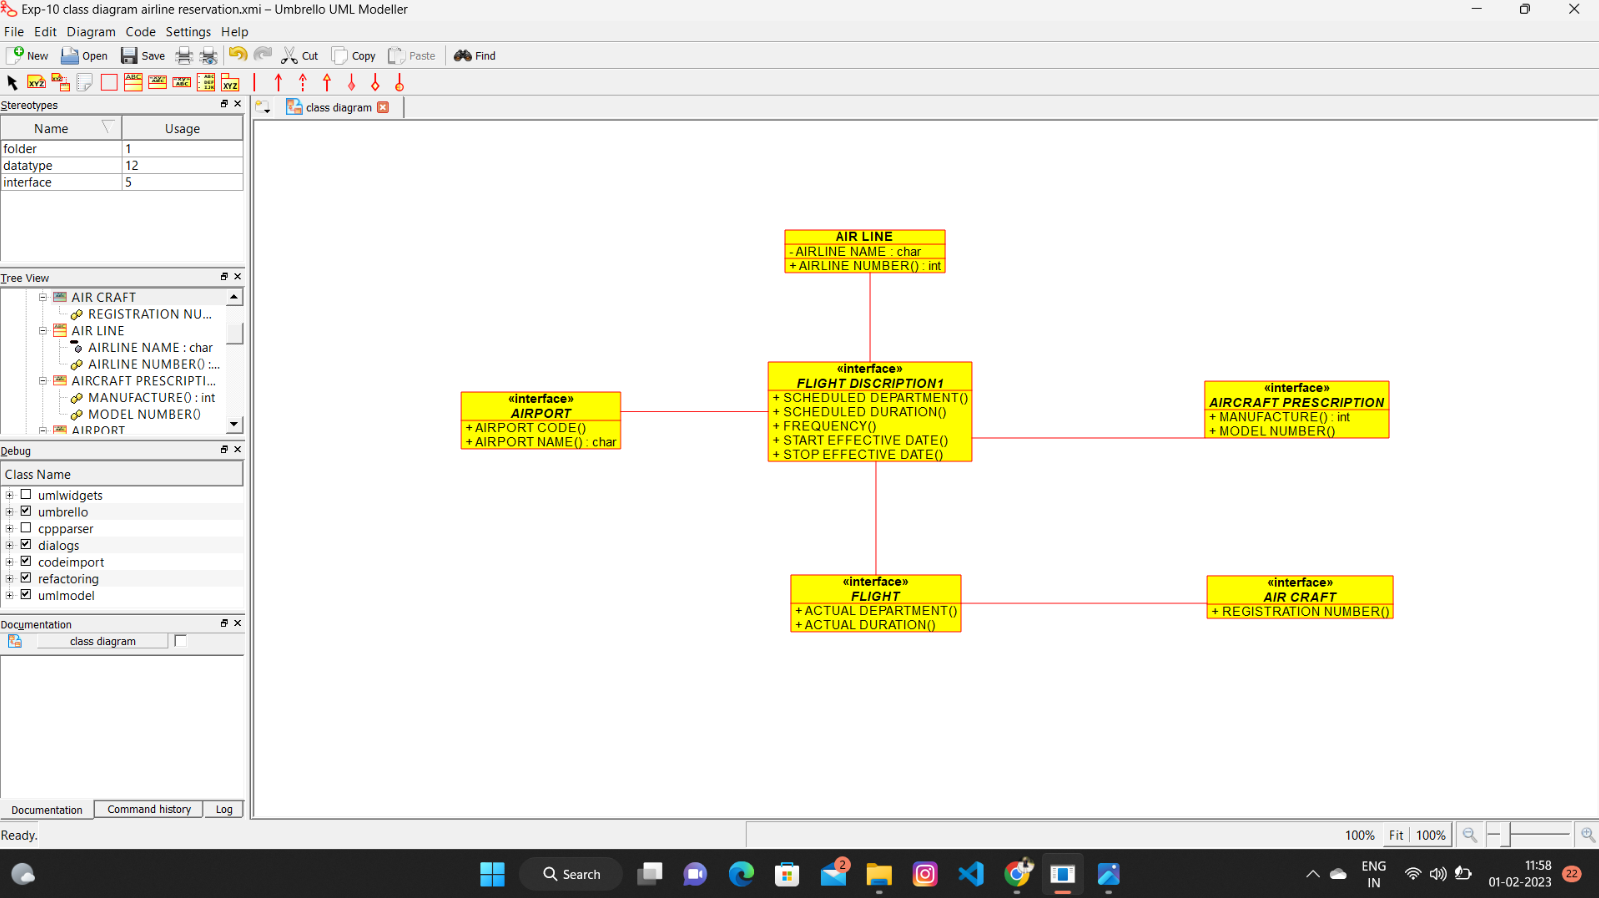 Exp-10 class diagram airline reservation.xmi – Umbrello UML Modeller
File Edit Diagram Code Settings Help
New Open Save Cut Copy Paste Find
Stereotypes
class diagram
Name Usage
folder 1
datatype 12
interface 5
Tree View
AIR CRAFT
REGISTRATION NU...
AIR LINE
AIRLINE NAME : char
AIRLINE NUMBER() :...
AIRCRAFT PRESCRIPTI...
MANUFACTURE() : int
MODEL NUMBER()
AIRPORT
Debug
Class Name
umlwidgets
umbrello
cppparser
dialogs
codeimport
refactoring
umlmodel
Documentation
class diagram
Documentation Command history Log
Ready.
AIR LINE
- AIRLINE NAME : char
+ AIRLINE NUMBER() : int
«interface»
FLIGHT DISCRIPTION1
+ SCHEDULED DEPARTMENT()
+ SCHEDULED DURATION()
+ FREQUENCY()
+ START EFFECTIVE DATE()
+ STOP EFFECTIVE DATE()
«interface»
AIRPORT
+ AIRPORT CODE()
+ AIRPORT NAME() : char
«interface»
AIRCRAFT PRESCRIPTION
+ MANUFACTURE() : int
+ MODEL NUMBER()
«interface»
FLIGHT
+ ACTUAL DEPARTMENT()
+ ACTUAL DURATION()
«interface»
AIR CRAFT
+ REGISTRATION NUMBER()
100% Fit 100%
Search
2
ENG
IN
11:58
01-02-2023
22